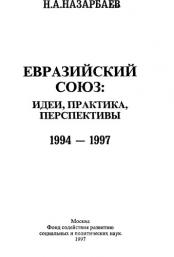 Н.А.НАЗАРБАЕВ
ЕВРАЗИЙСКИЙ
СОЮЗ:
ИДЕИ, ПРАКТИКА,
ПЕРСПЕКТИВЫ
1994 — 1997
Москва
Фонд содействия развитию
социальных и политических наук
1997